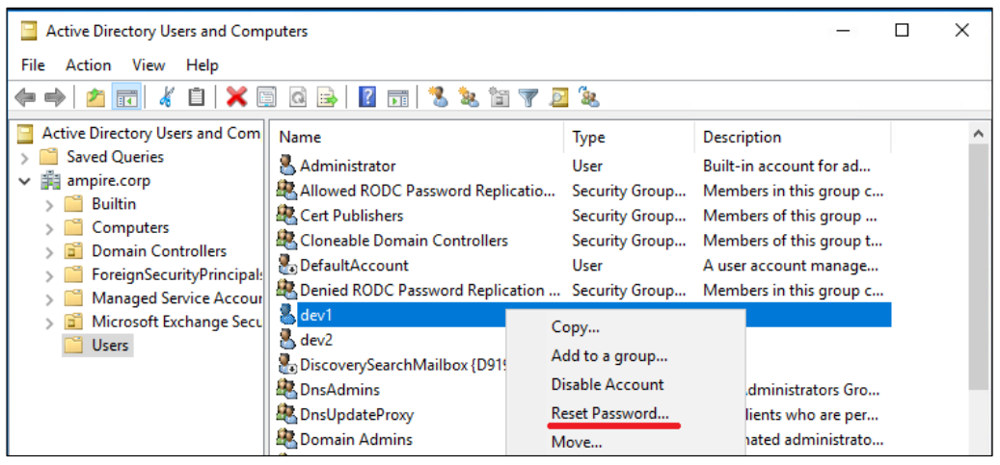 Active Directory Users and Computers
File Action View Help
Active Directory Users and Com
Saved Queries
ampire.corp
Builtin
Computers
Domain Controllers
ForeignSecurityPrincipals
Managed Service Accour
Microsoft Exchange Secu
Users
Name Type Description
Administrator User Built-in account for ad...
Allowed RODC Password Replicatio... Security Group... Members in this group c...
Cert Publishers Security Group... Members of this group ...
Cloneable Domain Controllers Security Group... Members of this group t...
DefaultAccount User A user account manage...
Denied RODC Password Replication ... Security Group... Members in this group c...
dev1
dev2
DiscoverySearchMailbox {D919
DnsAdmins dministrators Gro...
DnsUpdateProxy lients who are per...
Domain Admins nated administrato...
Copy...
Add to a group...
Disable Account
Reset Password...
Move...